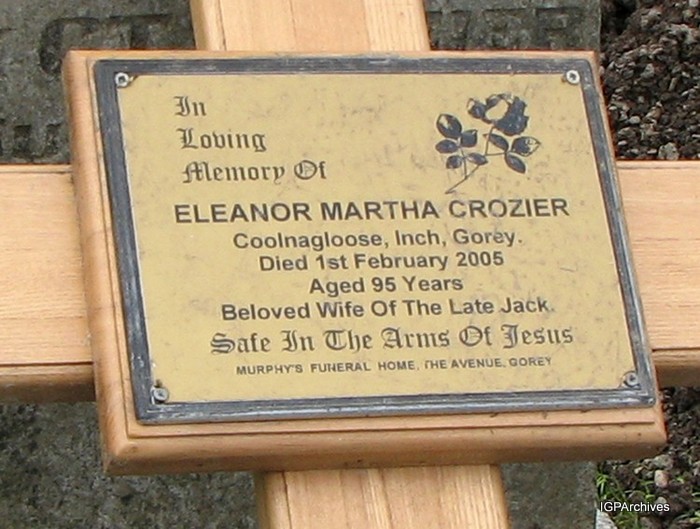 In
Loving
Memory Of
ELEANOR MARTHA CROZIER
Coolnagloose, Inch, Gorey.
Died 1st February 2005
Aged 95 Years
Beloved Wife Of The Late Jack.
Safe In The Arms Of Jesus
MURPHY'S FUNERAL HOME, THE AVENUE, GOREY
IGPArchives